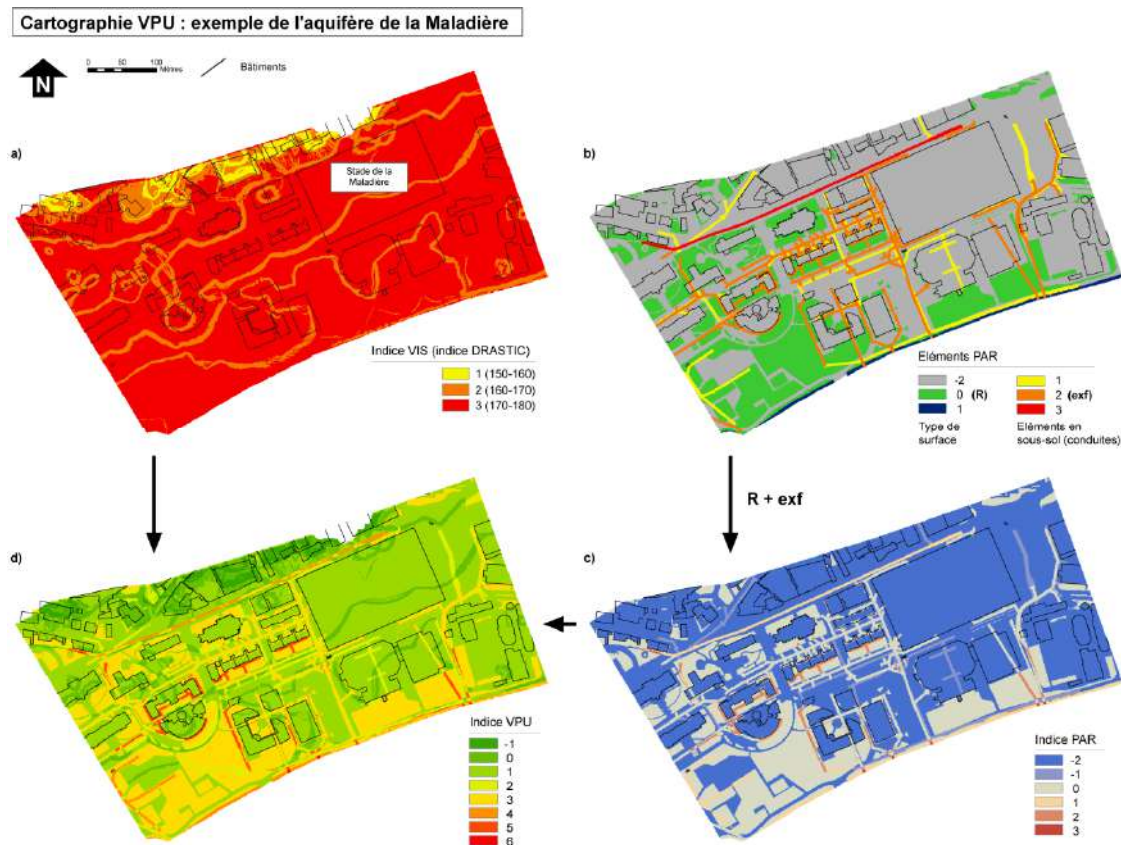 Cartographie VPU : exemple de l'aquifère de la Maladière
0 50 100
Mètres
Bâtiments
N
a)
Stade de la
Maladière
Indice VIS (indice DRASTIC)
1 (150-160)
2 (160-170)
3 (170-180)
b)
Eléments PAR
-2 1
0 (R) 2 (exf)
1 3
Type de surface
Eléments en sous-sol (conduites)
R + exf
d)
Indice VPU
-1
0
1
2
3
4
5
6
c)
Indice PAR
-2
-1
0
1
2
3